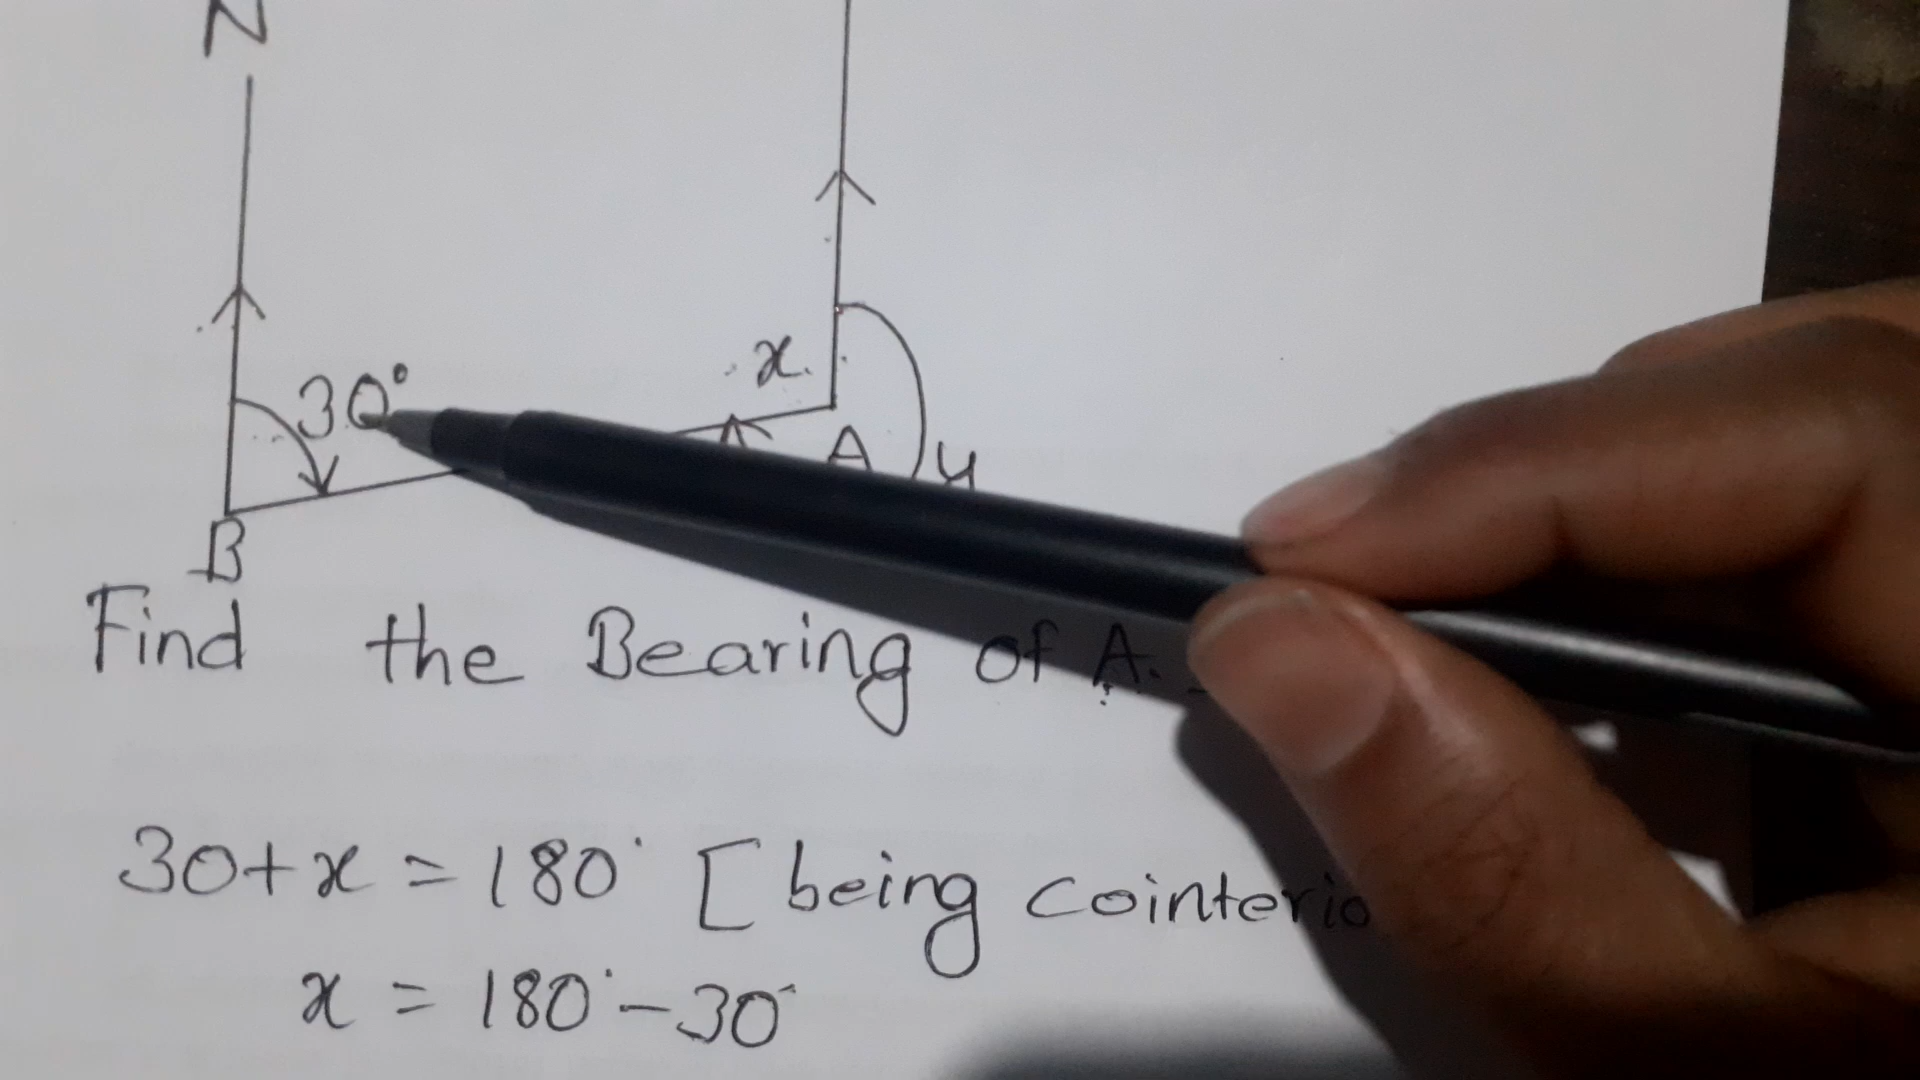 N
30°
x
A
y
B
Find the Bearing of A.
30+x = 180° [being cointerio
x = 180° - 30°